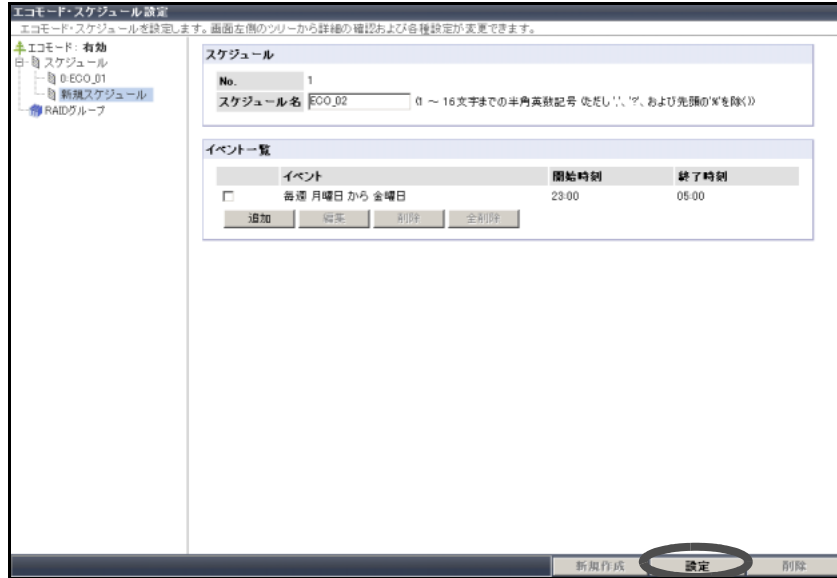 エコモード・スケジュール設定
エコモード・スケジュールを設定します。画面左側のツリーから詳細の確認および各種設定が変更できます。
エコモード: 有効
スケジュール
0:ECO_01
新規スケジュール
RAIDグループ
スケジュール
No. 1
スケジュール名 ECO_02 (1 ～ 16文字までの半角英数記号 (ただし','、'?'、および先頭の'¥'を除く))
イベント一覧
イベント 開始時刻 終了時刻
毎週 月曜日 から 金曜日 23:00 05:00
追加 編集 削除 全削除
新規作成 設定 削除